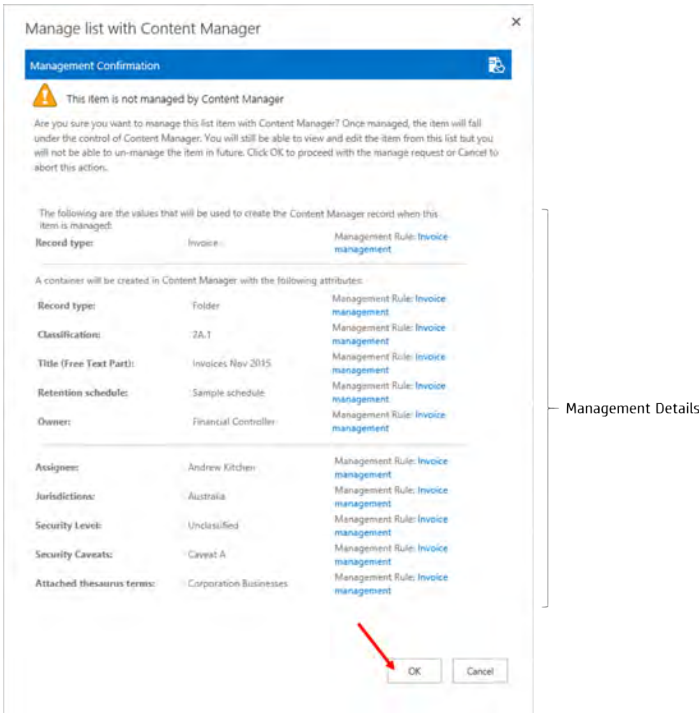 Manage list with Content Manager
×
Management Confirmation
This item is not managed by Content Manager
Are you sure you want to manage this list item with Content Manager? Once managed, the item will fall
under the control of Content Manager. You will still be able to view and edit the item from this list but you
will not be able to un-manage the item in future. Click OK to proceed with the manage request or Cancel to
abort this action.
The following are the values that will be used to create the Content Manager record when this
item is managed:
Record type: Invoice Management Rule: Invoice
management
A container will be created in Content Manager with the following attributes:
Record type: Folder Management Rule: Invoice
management
Classification: 2A.1 Management Rule: Invoice
management
Title (Free Text Part): Invoices Nov 2015 Management Rule: Invoice
management
Retention schedule: Sample schedule Management Rule: Invoice
management
Owner: Financial Controller Management Rule: Invoice
management
Management Details
Assignee: Andrew Kitchen Management Rule: Invoice
management
Jurisdictions: Australia Management Rule: Invoice
management
Security Level: Unclassified Management Rule: Invoice
management
Security Caveats: Caveat A Management Rule: Invoice
management
Attached thesaurus terms: Corporation Businesses Management Rule: Invoice
management
OK Cancel